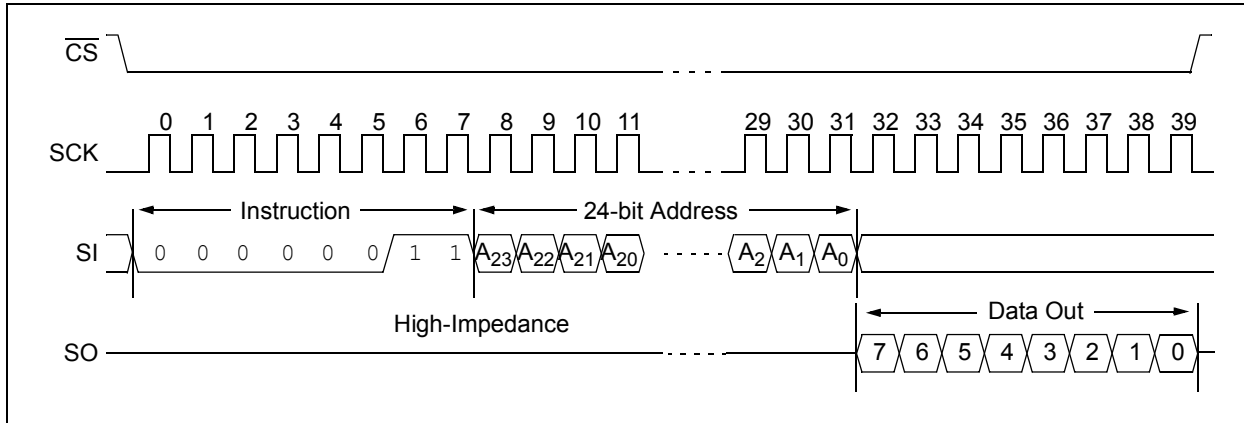 CS
0 1 2 3 4 5 6 7 8 9 10 11 29 30 31 32 33 34 35 36 37 38 39
SCK
Instruction 24-bit Address
SI 0 0 0 0 0 0 1 1 A23 A22 A21 A20 A2 A1 A0
High-Impedance Data Out
SO 7 6 5 4 3 2 1 0